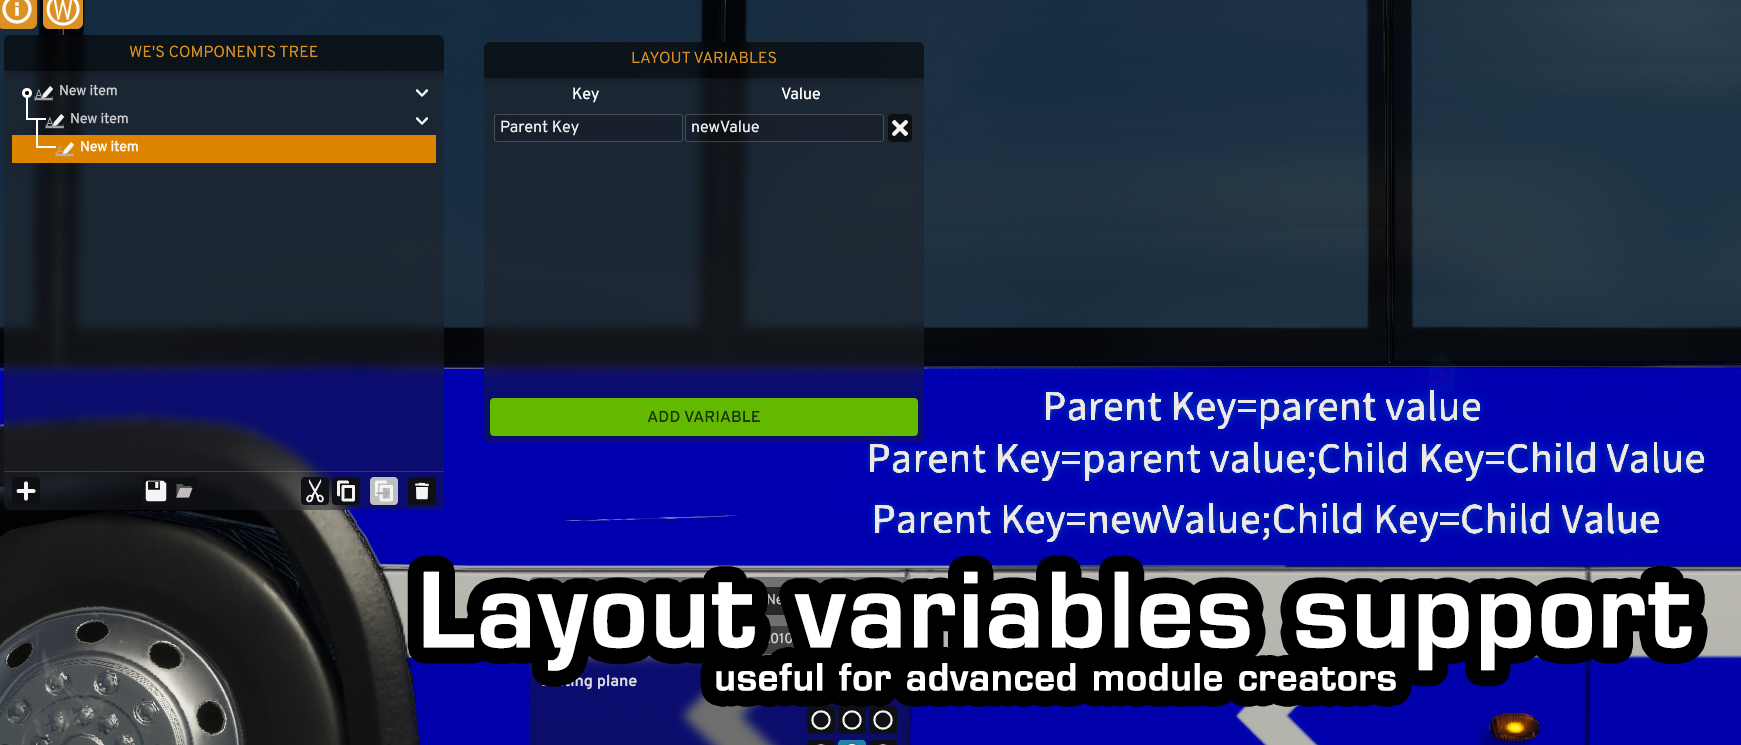 WE'S COMPONENTS TREE
New item
New item
New item
LAYOUT VARIABLES
Key Value
Parent Key newValue
ADD VARIABLE
Parent Key=parent value
Parent Key=parent value;Child Key=Child Value
Parent Key=newValue;Child Key=Child Value
Layout variables support
useful for advanced module creators
plane